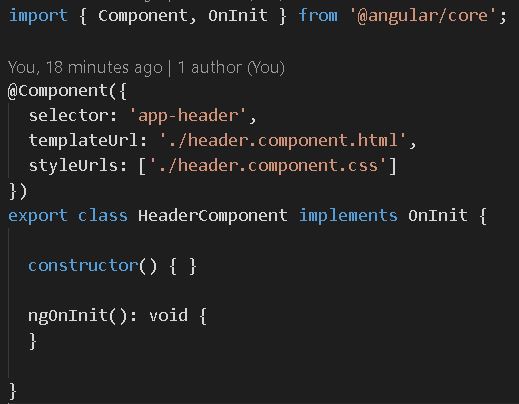 import { Component, OnInit } from '@angular/core';
You, 18 minutes ago | 1 author (You)
@Component({
  selector: 'app-header',
  templateUrl: './header.component.html',
  styleUrls: ['./header.component.css']
})
export class HeaderComponent implements OnInit {
  constructor() { }
  ngOnInit(): void {
  }
}